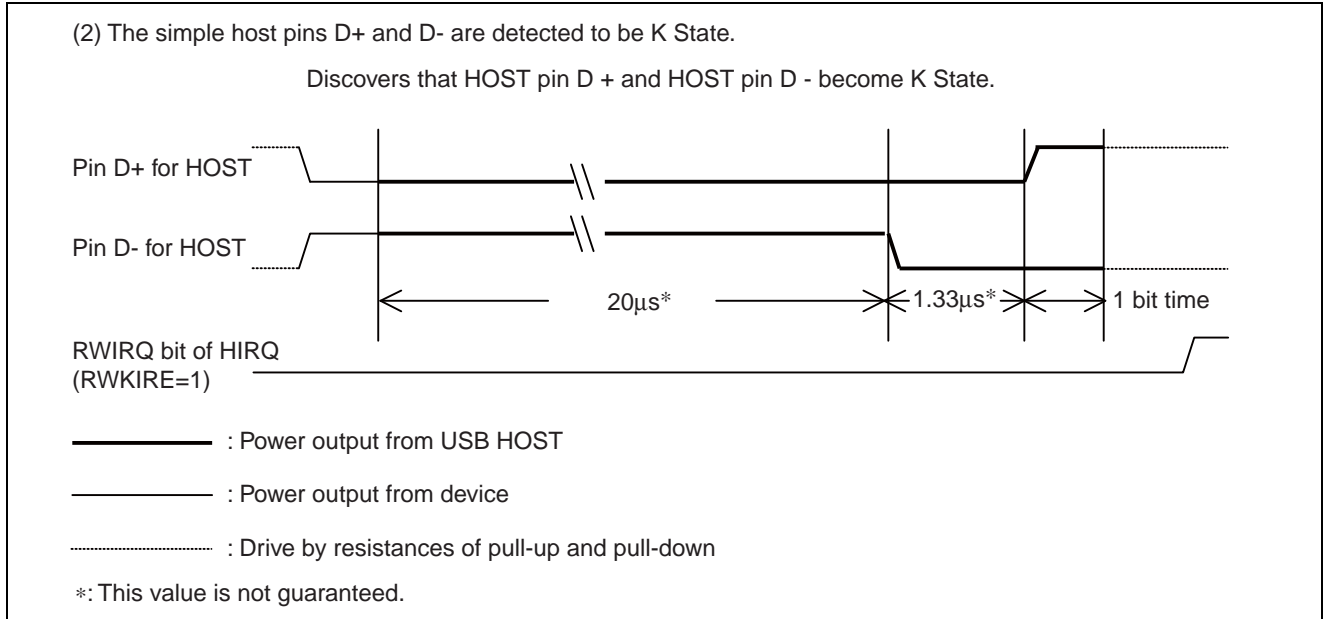 (2) The simple host pins D+ and D- are detected to be K State.
Discovers that HOST pin D + and HOST pin D - become K State.
Pin D+ for HOST
Pin D- for HOST
20μs*
1.33μs*
1 bit time
RWIRQ bit of HIRQ
(RWKIRE=1)
: Power output from USB HOST
: Power output from device
: Drive by resistances of pull-up and pull-down
*: This value is not guaranteed.